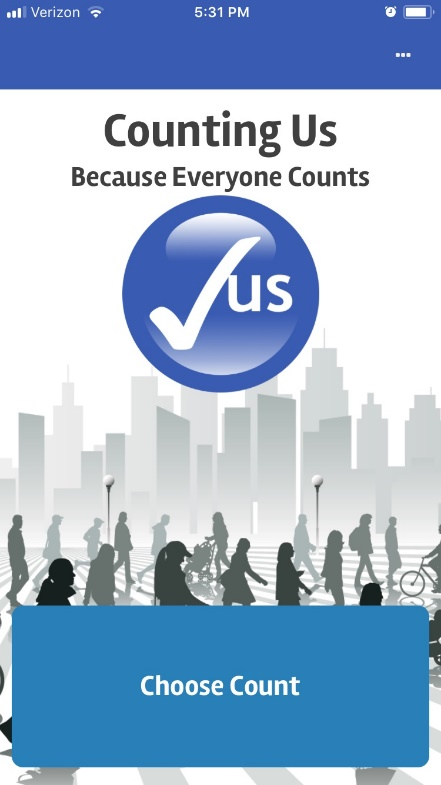 Verizon 5:31 PM
...
Counting Us
Because Everyone Counts
us
Choose Count